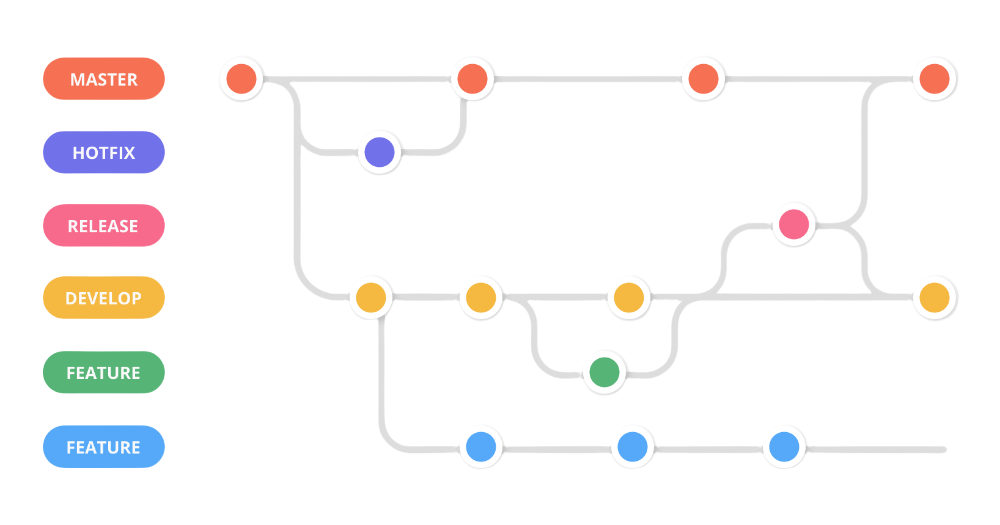 MASTER
HOTFIX
RELEASE
DEVELOP
FEATURE
FEATURE